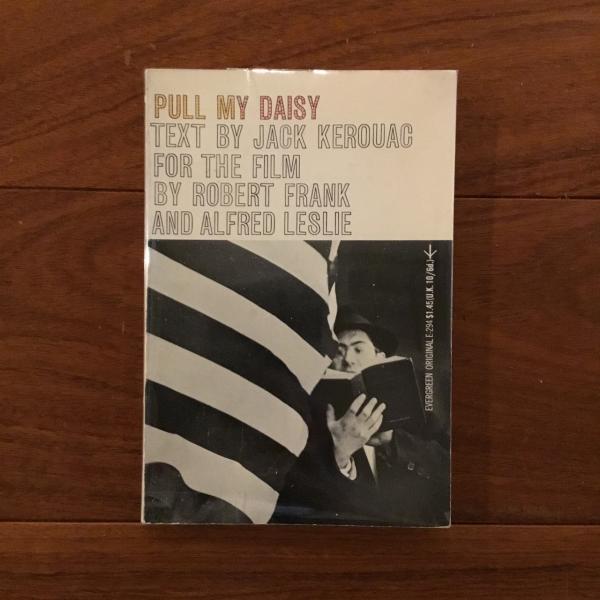 PULL MY DAISY
TEXT BY JACK KEROUAC
FOR THE FILM
BY ROBERT FRANK
AND ALFRED LESLIE
EVERGREEN ORIGINAL E-294 $1.45 (U.K. 10/6d.)